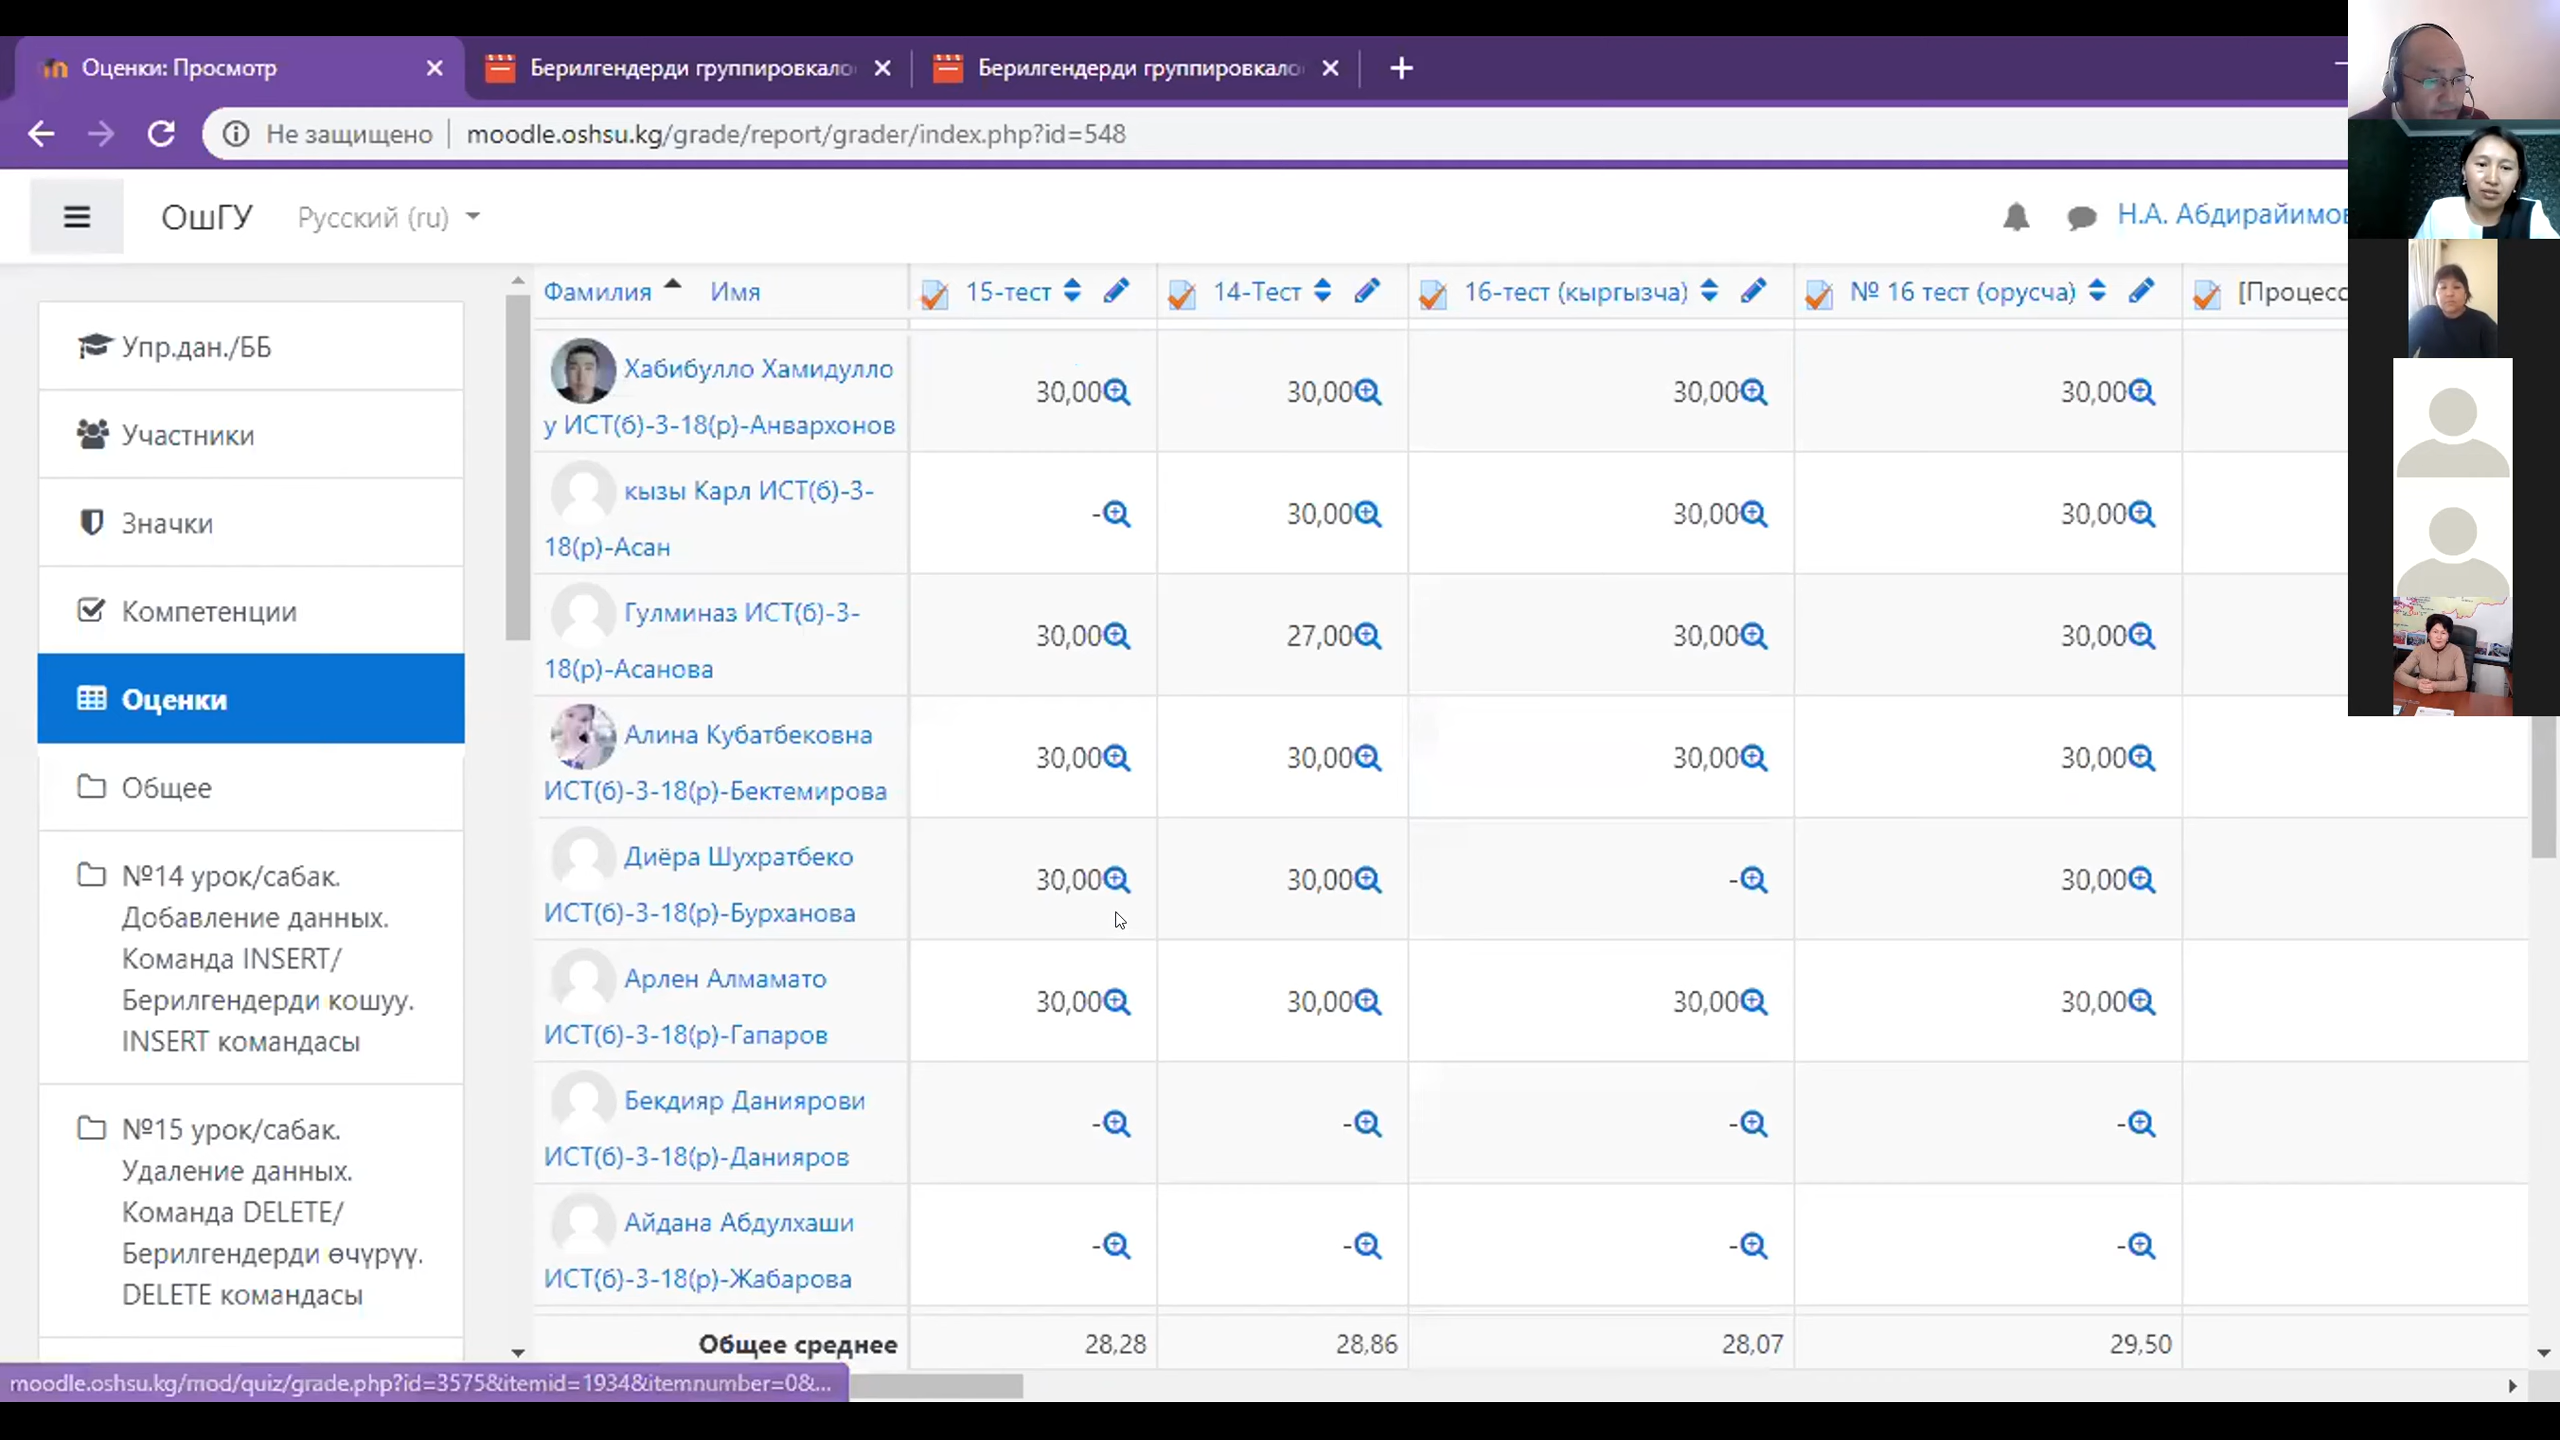 Оценки: Просмотр
Берилгендерди группировкало
Берилгендерди группировкало
Не защищено
moodle.oshsu.kg/grade/report/grader/index.php?id=548
ОшГУ Русский (ru)
Н.А. Абдирайимов
Упр.дан./ББ
Участники
Значки
Компетенции
Оценки
Общее
№14 урок/сабак.
Добавление данных.
Команда INSERT/
Берилгендерди кошуу.
INSERT командасы
№15 урок/сабак.
Удаление данных.
Команда DELETE/
Берилгендерди өчүрүү.
DELETE командасы
Фамилия Имя 15-тест 14-Тест 16-тест (кыргызча) № 16 тест (орусча) [Процесс
Хабибулло Хамидулло
у ИСТ(б)-3-18(р)-Анвархонов
30,00 30,00 30,00 30,00
кызы Карл ИСТ(б)-3-
18(р)-Асан
- 30,00 30,00 30,00
Гулминаз ИСТ(б)-3-
18(р)-Асанова
30,00 27,00 30,00 30,00
Алина Кубатбековна
ИСТ(б)-3-18(р)-Бектемирова
30,00 30,00 30,00 30,00
Диёра Шухратбеко
ИСТ(б)-3-18(р)-Бурханова
30,00 30,00 - 30,00
Арлен Алмамато
ИСТ(б)-3-18(р)-Гапаров
30,00 30,00 30,00 30,00
Бекдияр Даниярови
ИСТ(б)-3-18(р)-Данияров
- - - -
Айдана Абдулхаши
ИСТ(б)-3-18(р)-Жабарова
- - - -
Общее среднее 28,28 28,86 28,07 29,50
moodle.oshsu.kg/mod/quiz/grade.php?id=3575&itemid=1934&itemnumber=0&...